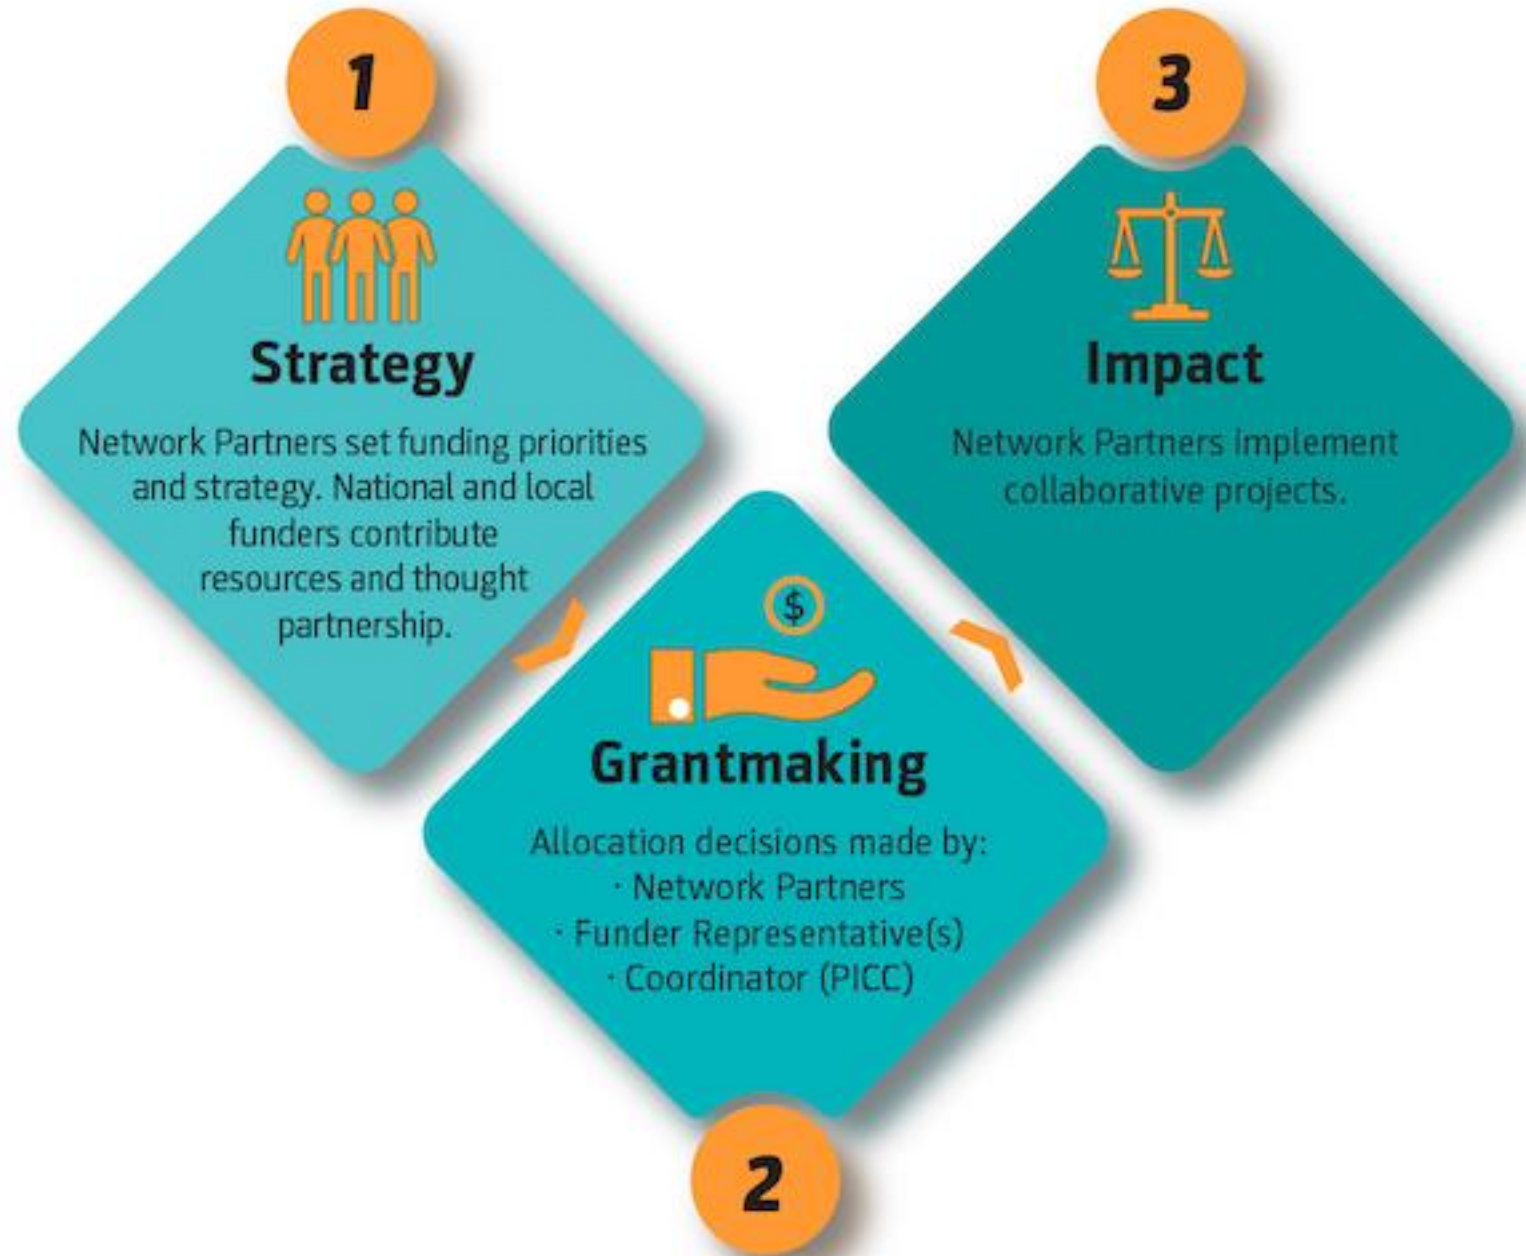 1
Strategy
Network Partners set funding priorities
and strategy. National and local
funders contribute
resources and thought
partnership.
$
Grantmaking
Allocation decisions made by:
· Network Partners
· Funder Representative(s)
· Coordinator (PICC)
2
3
Impact
Network Partners implement
collaborative projects.